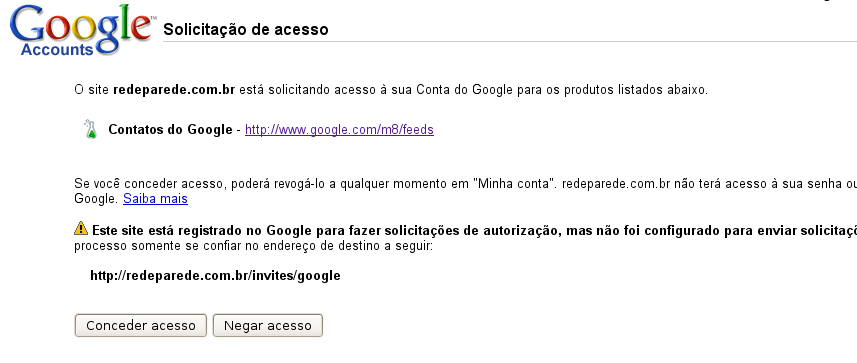 Google™
Accounts
Solicitação de acesso
O site redeparede.com.br está solicitando acesso à sua Conta do Google para os produtos listados abaixo.
Contatos do Google - http://www.google.com/m8/feeds
Se você conceder acesso, poderá revogá-lo a qualquer momento em "Minha conta". redeparede.com.br não terá acesso à sua senha ou
Google. Saiba mais
Este site está registrado no Google para fazer solicitações de autorização, mas não foi configurado para enviar
processo somente se confiar no endereço de destino a seguir:
http://redeparede.com.br/invites/google
Conceder acesso Negar acesso